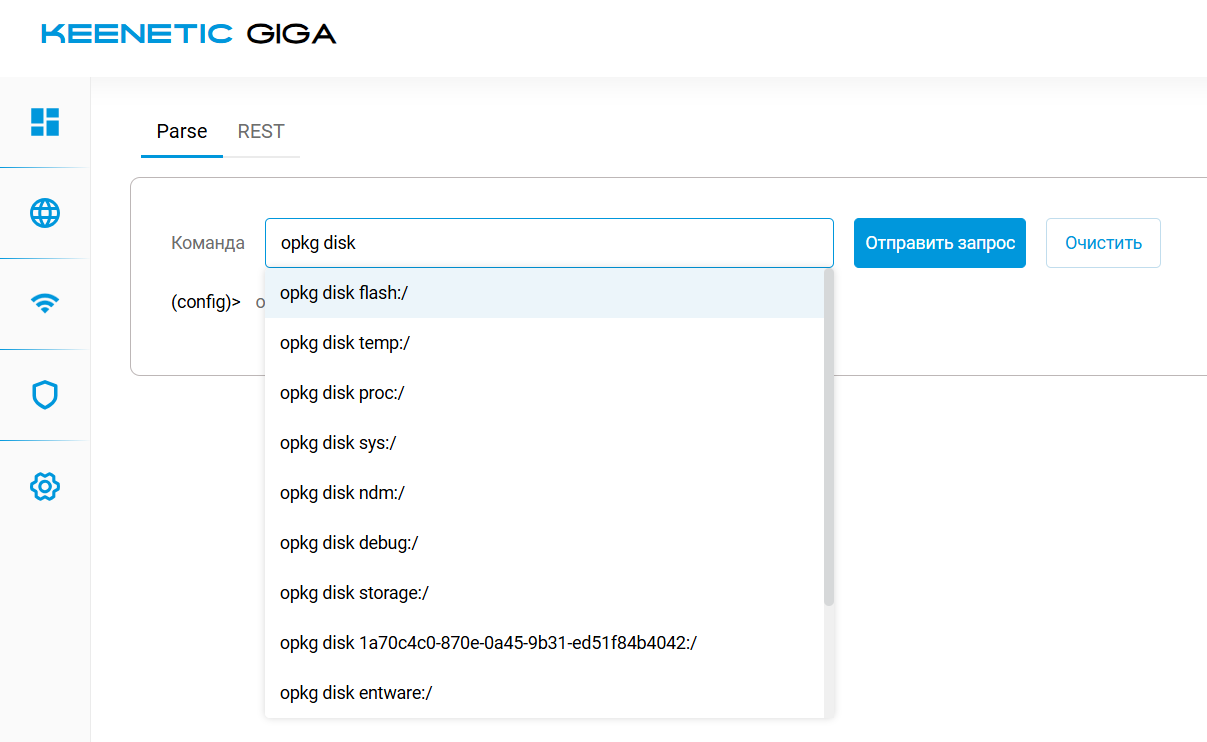 KEENETIC GIGA
Parse REST
Команда opkg disk Отправить запрос Очистить
(config)> o
opkg disk flash:/
opkg disk temp:/
opkg disk proc:/
opkg disk sys:/
opkg disk ndm:/
opkg disk debug:/
opkg disk storage:/
opkg disk 1a70c4c0-870e-0a45-9b31-ed51f84b4042:/
opkg disk entware:/